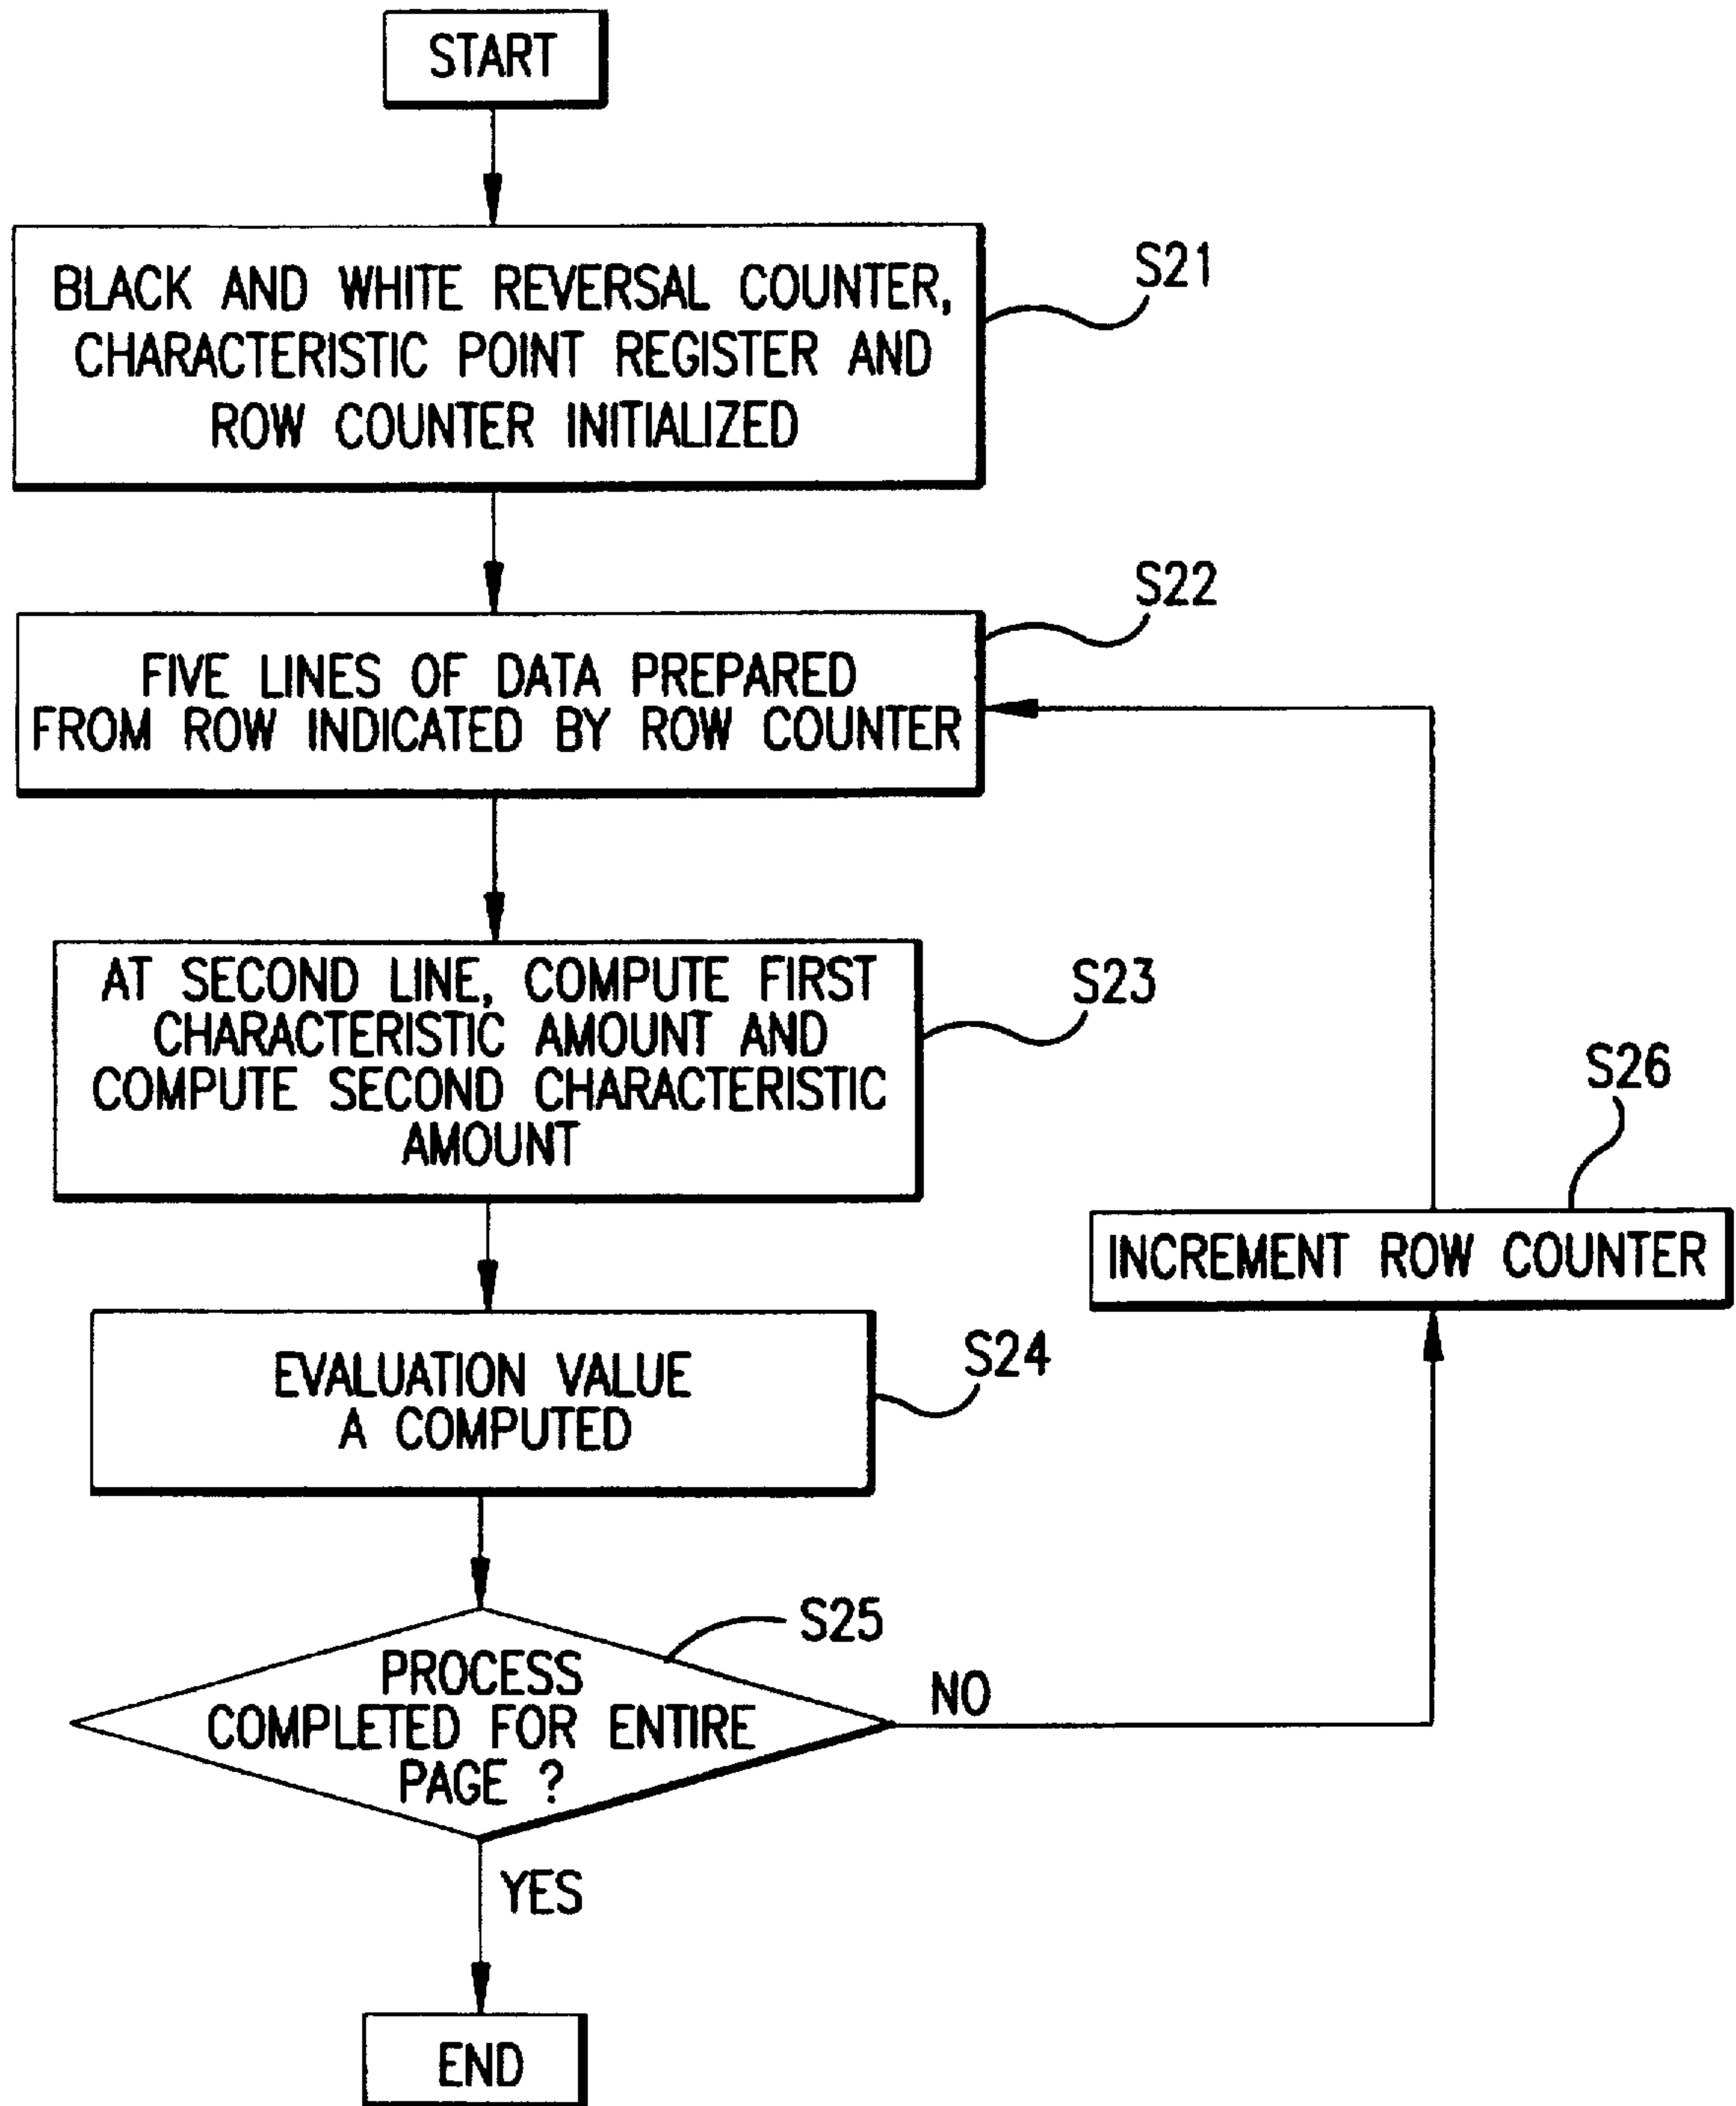 START
BLACK AND WHITE REVERSAL COUNTER,
CHARACTERISTIC POINT REGISTER AND
ROW COUNTER INITIALIZED
S21
FIVE LINES OF DATA PREPARED
FROM ROW INDICATED BY ROW COUNTER
S22
AT SECOND LINE, COMPUTE FIRST
CHARACTERISTIC AMOUNT AND
COMPUTE SECOND CHARACTERISTIC
AMOUNT
S23
EVALUATION VALUE
A COMPUTED
S24
PROCESS
COMPLETED FOR ENTIRE
PAGE ?
S25
NO
S26
INCREMENT ROW COUNTER
YES
END